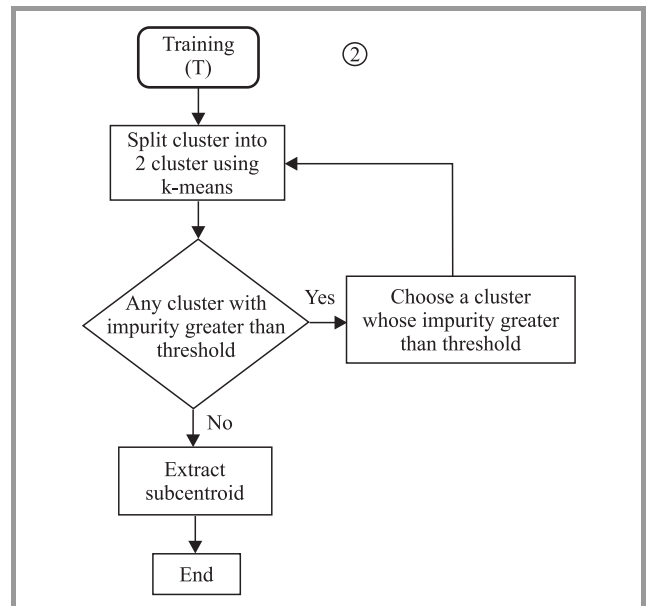 Training
(T)
②
Split cluster into
2 cluster using
k-means
Any cluster with
impurity greater than
threshold
Yes
Choose a cluster
whose impurity greater
than threshold
No
Extract
subcentroid
End